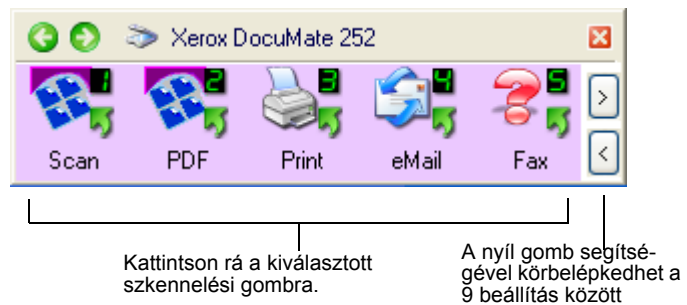 Xerox DocuMate 252
1 2 3 4 5
Scan PDF Print eMail Fax
Kattintson rá a kiválasztott
szkennelési gombra.
A nyíl gomb segítsé-
gével körbelépkedhet a
9 beállítás között